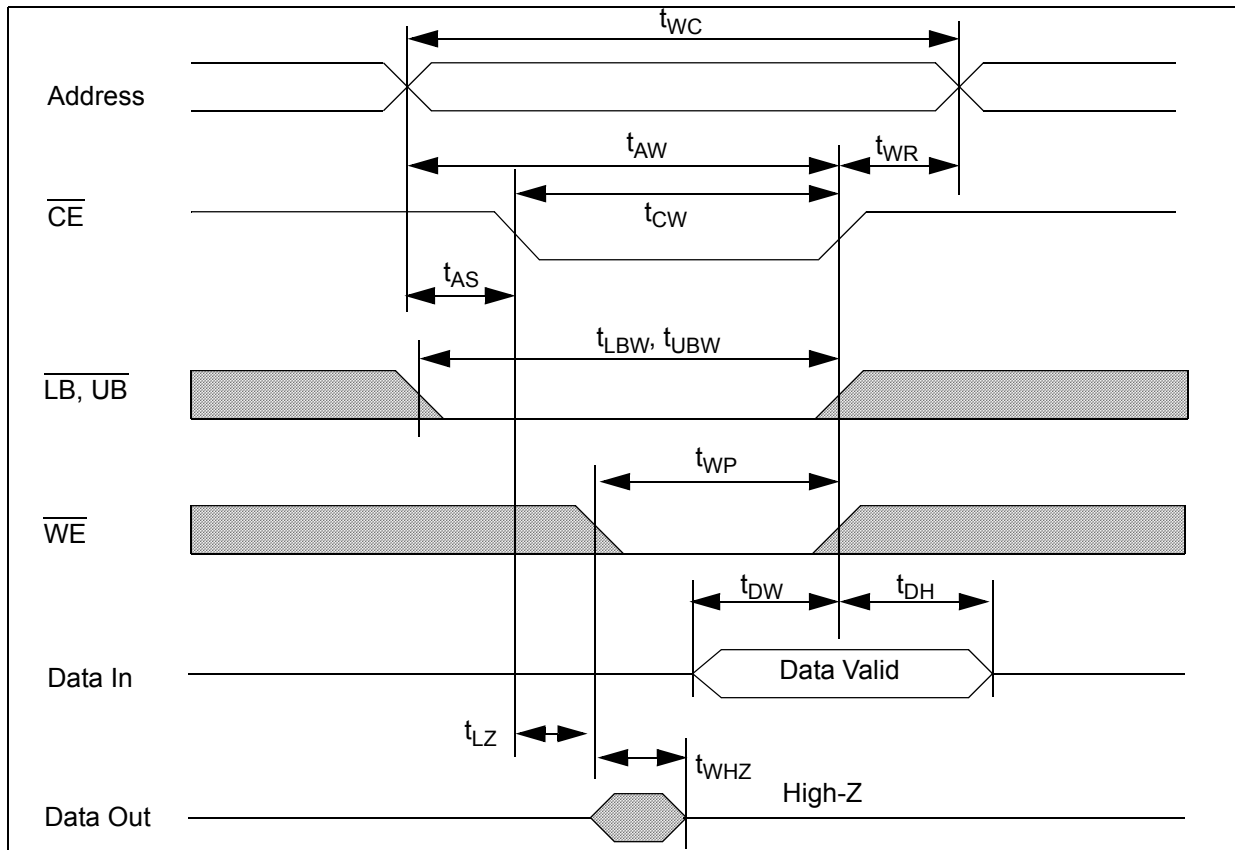 tWC
Address
tAW
tWR
CE
tCW
tAS
tLBW, tUBW
LB, UB
tWP
WE
tDW
tDH
Data Valid
Data In
tLZ
tWHZ
High-Z
Data Out